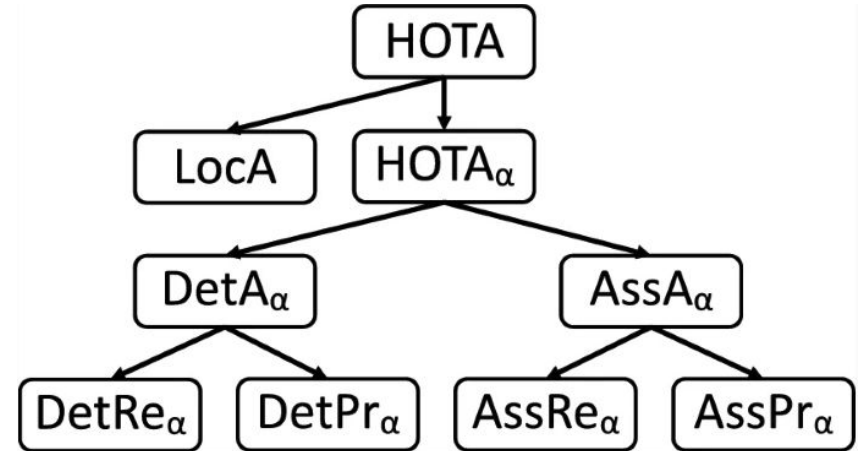 HOTA
LocA
HOTAα
DetAα
AssAα
DetReα
DetPrα
AssReα
AssPrα